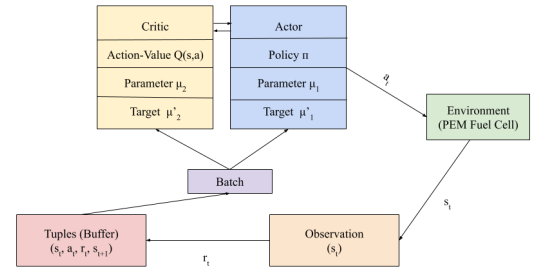 Critic
Actor
Action-Value Q(s,a)
Policy π
Parameter μ₂
Parameter μ₁
Target μ'₂
Target μ'₁
aₜ
Environment
(PEM Fuel Cell)
Batch
sₜ
Tuples (Buffer)
(sₜ, aₜ, rₜ, sₜ₊₁)
Observation
(sₜ)
rₜ